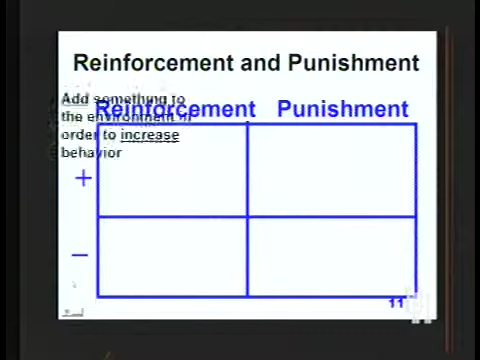 Reinforcement and Punishment
Add something to
the environment in
order to increase
behavior
Reinforcement Punishment
+
−
11